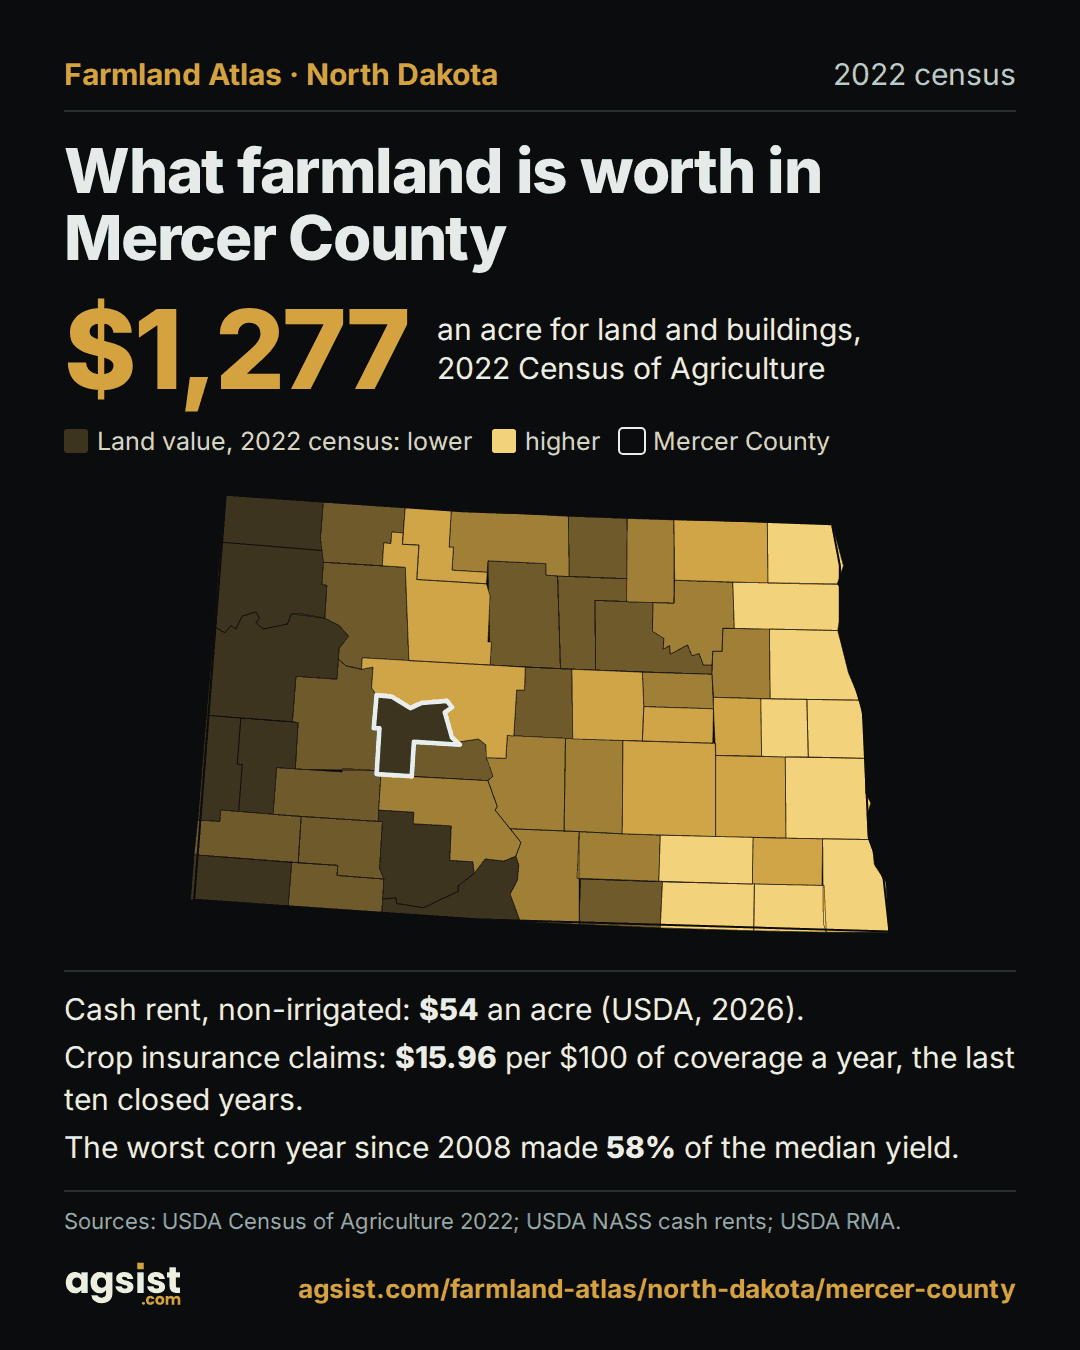 Farmland Atlas · North Dakota
2022 census
What farmland is worth in
Mercer County
$1,277
an acre for land and buildings,
2022 Census of Agriculture
Land value, 2022 census: lower
higher
Mercer County
Cash rent, non-irrigated: $54 an acre (USDA, 2026).
Crop insurance claims: $15.96 per $100 of coverage a year, the last
ten closed years.
The worst corn year since 2008 made 58% of the median yield.
Sources: USDA Census of Agriculture 2022; USDA NASS cash rents; USDA RMA.
agsist
.com
agsist.com/farmland-atlas/north-dakota/mercer-county